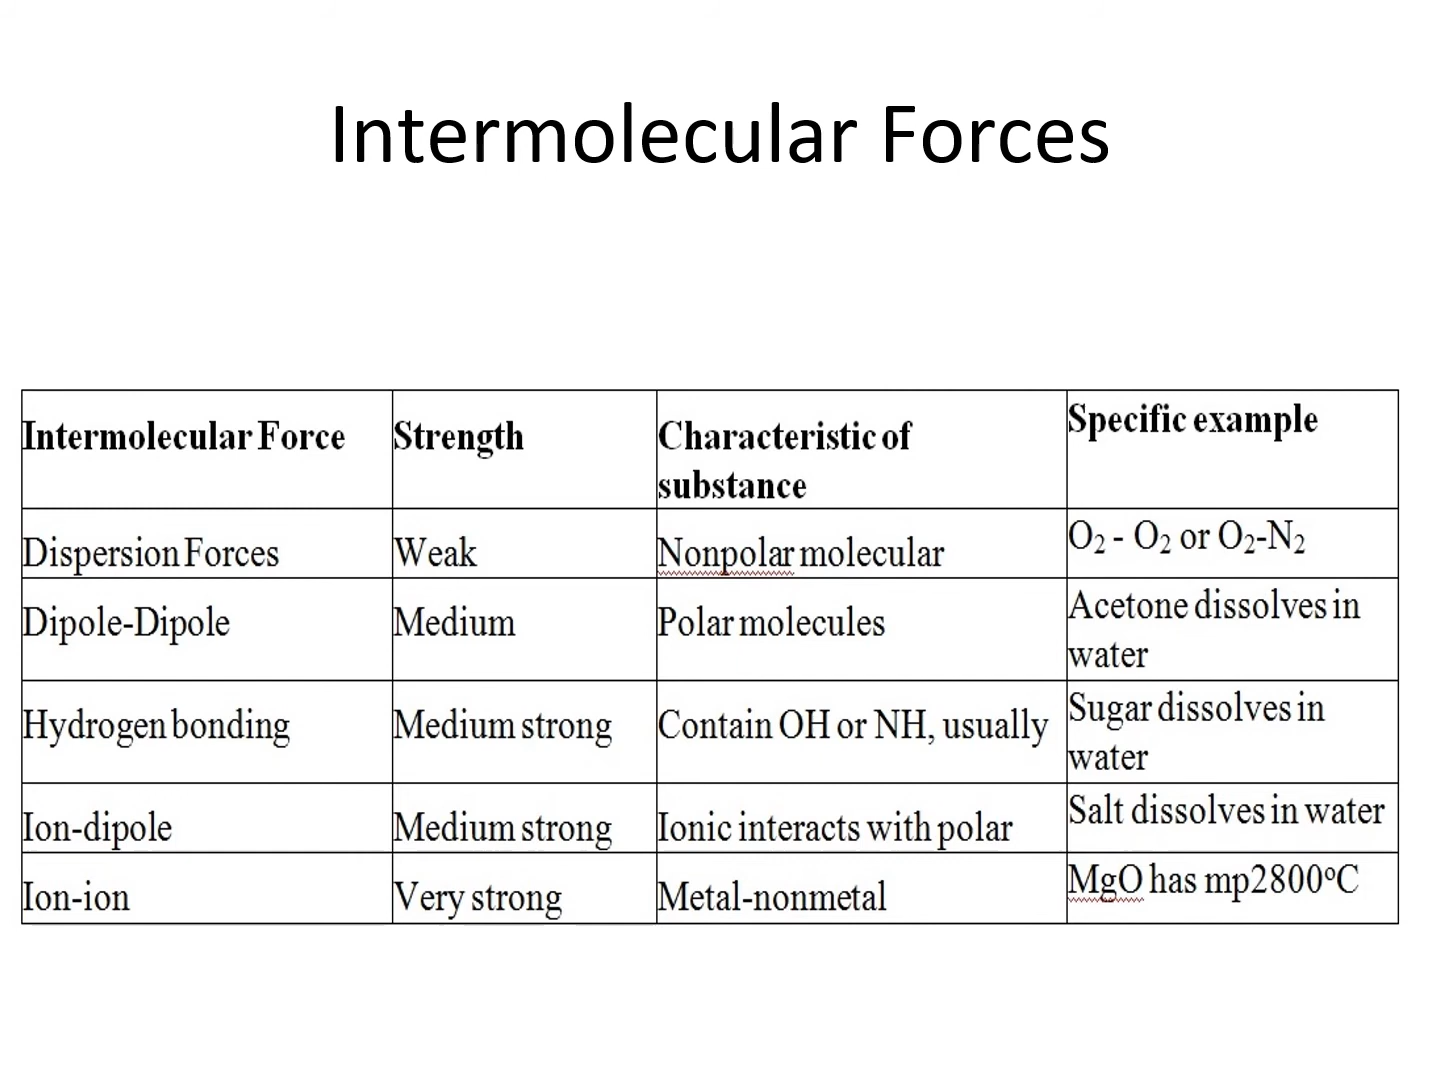 Intermolecular Forces
Intermolecular Force Strength Characteristic of substance Specific example
Dispersion Forces Weak Nonpolar molecular O₂ - O₂ or O₂-N₂
Dipole-Dipole Medium Polar molecules Acetone dissolves in water
Hydrogen bonding Medium strong Contain OH or NH, usually Sugar dissolves in water
Ion-dipole Medium strong Ionic interacts with polar Salt dissolves in water
Ion-ion Very strong Metal-nonmetal MgO has mp2800°C